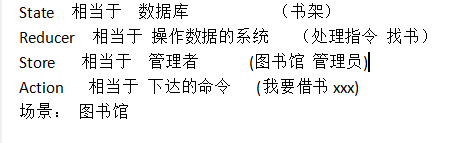 State 相当于 数据库 （书架）
Reducer 相当于 操作数据的系统 （处理指令 找书）
Store 相当于 管理者 (图书馆 管理员)
Action 相当于 下达的命令 (我要借书 xxx)
场景： 图书馆